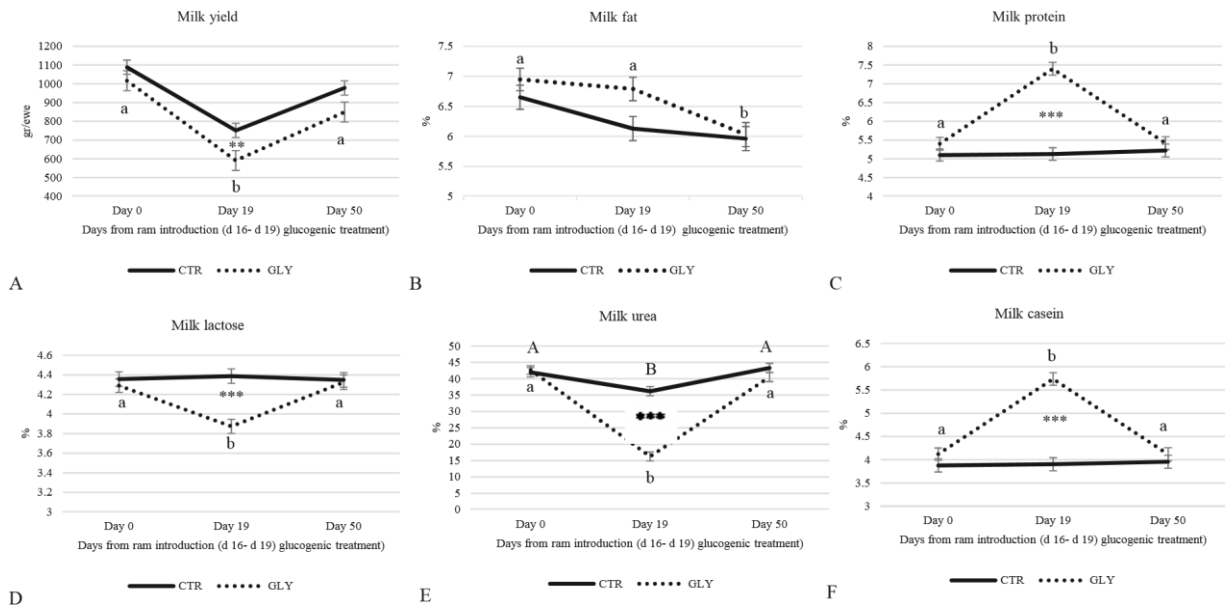 Milk yield
1200
1100
1000
900
800
700
600
500
400
gr/ewe
a
**
b
a
Day 0 Day 19 Day 50
Days from ram introduction (d 16- d 19) glucogenic treatment)
CTR GLY
A
Milk fat
7.5
7
6.5
6
5.5
5
%
a
a
b
Day 0 Day 19 Day 50
Days from ram introduction (d 16- d 19) glucogenic treatment)
CTR GLY
B
Milk protein
8
7.5
7
6.5
6
5.5
5
4.5
4
%
a
b
***
a
Day 0 Day 19 Day 50
Days from ram introduction (d 16- d 19) glucogenic treatment)
CTR GLY
C
Milk lactose
4.6
4.4
4.2
4
3.8
3.6
3.4
3.2
3
%
a
***
b
a
Day 0 Day 19 Day 50
Days from ram introduction (d 16- d 19) glucogenic treatment)
CTR GLY
D
Milk urea
50
45
40
35
30
25
20
15
10
5
0
%
A
B
A
a
***
b
a
Day 0 Day 19 Day 50
Days from ram introduction (d 16- d 19) glucogenic treatment)
CTR GLY
E
Milk casein
6.5
6
5.5
5
4.5
4
3.5
3
%
a
b
***
a
Day 0 Day 19 Day 50
Days from ram introduction (d 16- d 19) glucogenic treatment)
CTR GLY
F